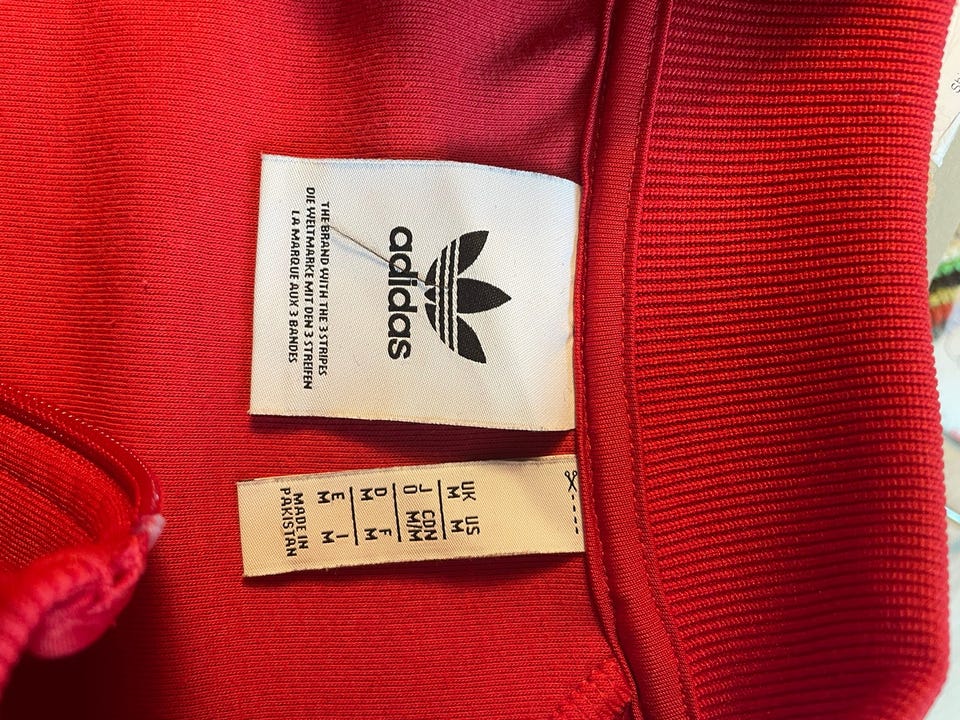 adidas
THE BRAND WITH THE 3 STRIPES
DIE WELTMARKE MIT DEN 3 STREIFEN
LA MARQUE AUX 3 BANDES
UK US
M M
J CDN
O M/M
D F
M M
E I
M M
MADE IN
PAKISTAN